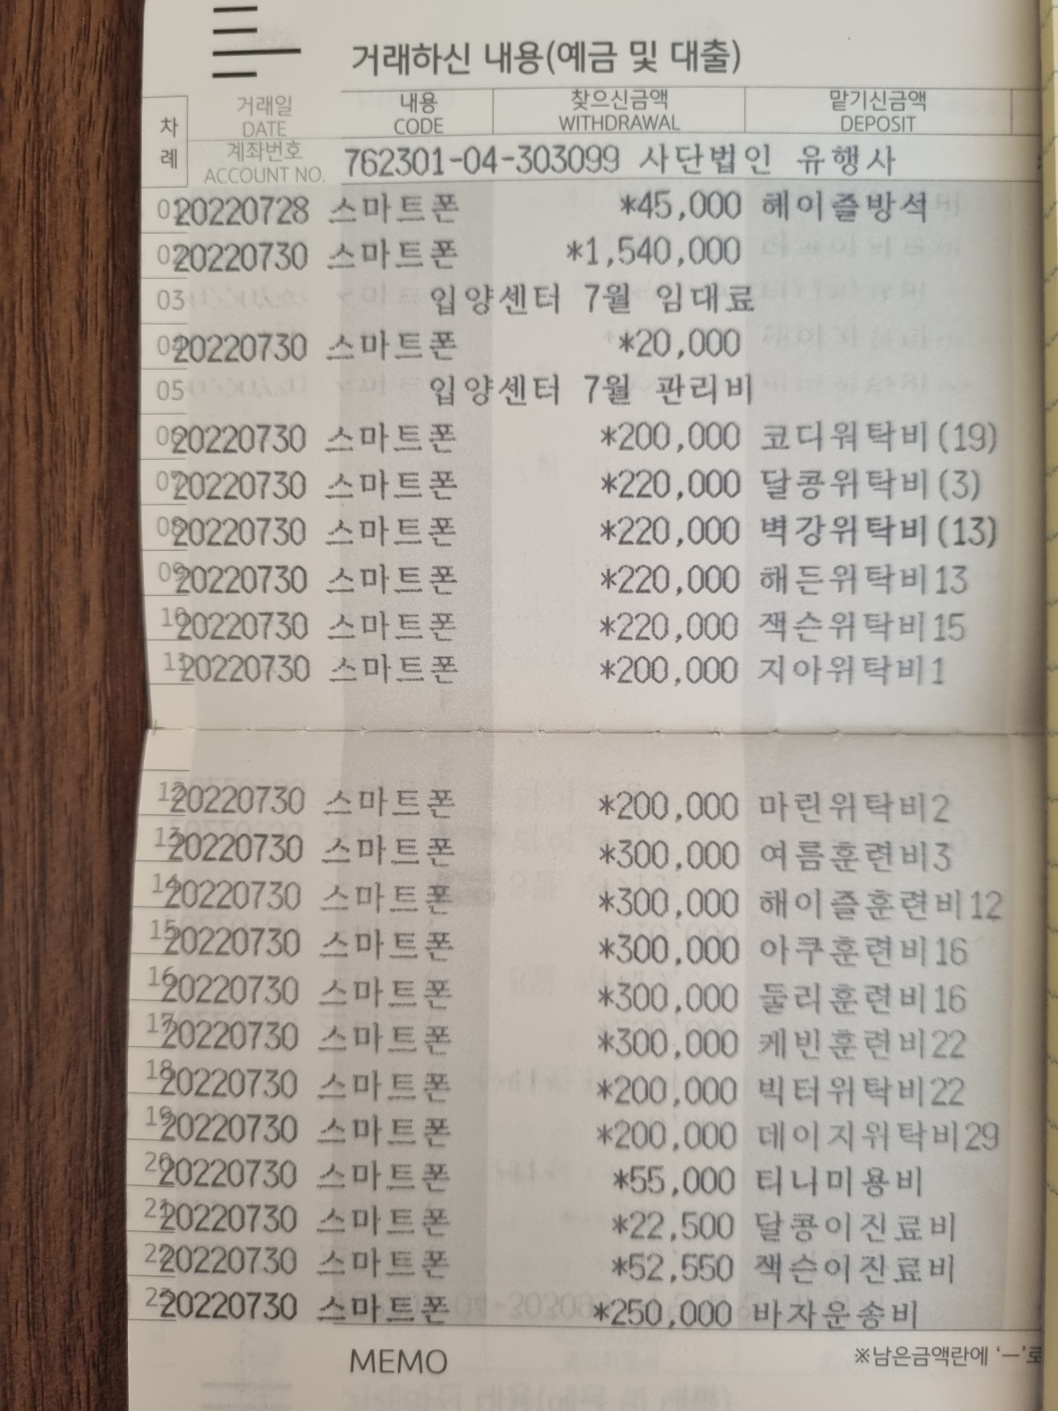 거래하신 내용(예금 및 대출)
차례 거래일 DATE 내용 CODE 찾으신금액 WITHDRAWAL 맡기신금액 DEPOSIT
계좌번호 ACCOUNT NO. 762301-04-303099 사단법인 유행사
01 20220728 스마트폰 *45,000 헤이즐방석
02 20220730 스마트폰 *1,540,000
03 입양센터 7월 임대료
04 20220730 스마트폰 *20,000
05 입양센터 7월 관리비
06 20220730 스마트폰 *200,000 코디워탁비(19)
07 20220730 스마트폰 *220,000 달콩위탁비(3)
08 20220730 스마트폰 *220,000 벽강위탁비(13)
09 20220730 스마트폰 *220,000 해든위탁비13
10 20220730 스마트폰 *220,000 잭슨위탁비15
11 20220730 스마트폰 *200,000 지아위탁비1
12 20220730 스마트폰 *200,000 마린위탁비2
13 20220730 스마트폰 *300,000 여름훈련비3
14 20220730 스마트폰 *300,000 해이즐훈련비12
15 20220730 스마트폰 *300,000 아쿠훈련비16
16 20220730 스마트폰 *300,000 둘리훈련비16
17 20220730 스마트폰 *300,000 케빈훈련비22
18 20220730 스마트폰 *200,000 빅터위탁비22
19 20220730 스마트폰 *200,000 데이지위탁비29
20 20220730 스마트폰 *55,000 티니미용비
21 20220730 스마트폰 *22,500 달콩이진료비
22 20220730 스마트폰 *52,550 잭슨이진료비
23 20220730 스마트폰 *250,000 바자운송비
MEMO ※남은금액란에 '—'로